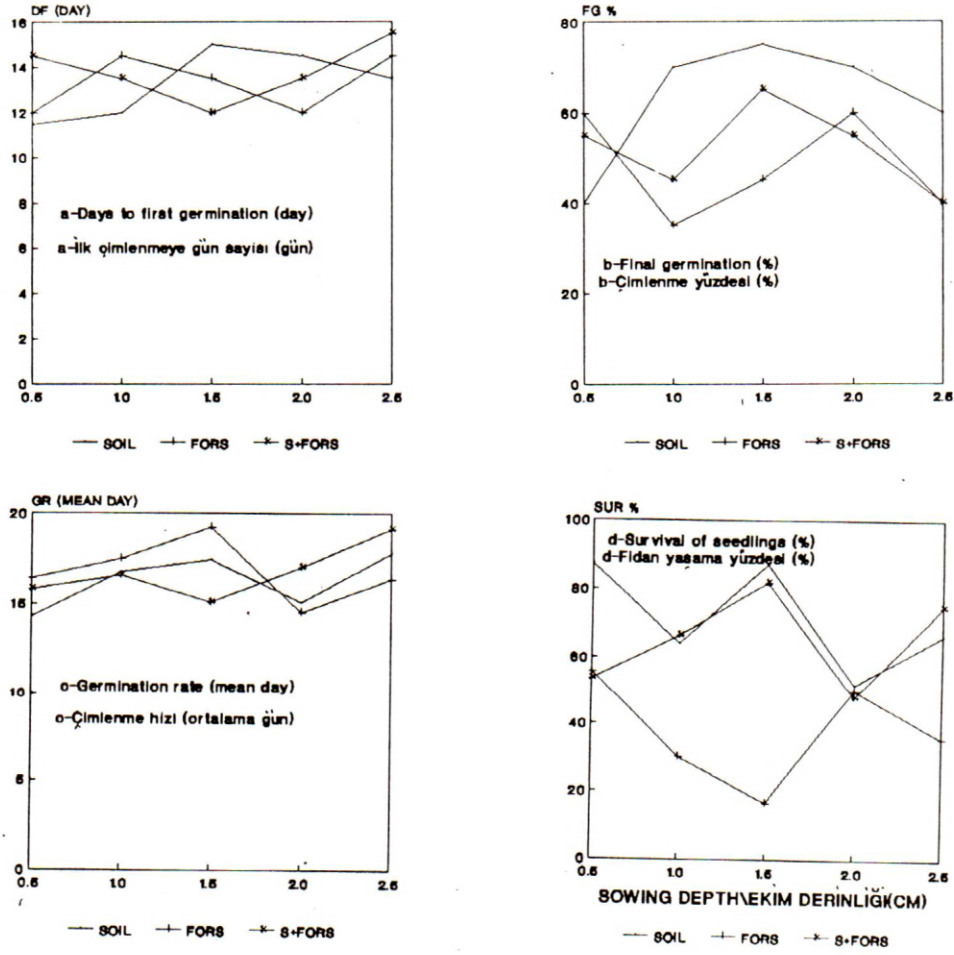 DF (DAY)
16
14
12
10
8
6
4
2
0
a-Days to first germination (day)
a-İlk çimlenmeye gün sayısı (gün)
0.5 1.0 1.5 2.0 2.5
SOIL FORS S+FORS
FG %
80
60
40
20
0
b-Final germination (%)
b-Çimlenme yüzdesi (%)
0.5 1.0 1.5 2.0 2.5
SOIL FORS S+FORS
GR (MEAN DAY)
20
15
10
5
0
c-Germination rate (mean day)
c-Çimlenme hizi (ortalama gün)
0.5 1.0 1.5 2.0 2.5
SOIL FORS S+FORS
SUR %
100
80
60
40
20
0
d-Survival of seedlings (%)
d-Fidan yasama yüzdesi (%)
0.5 1.0 1.5 2.0 2.5
SOWING DEPTH\EKIM DERINLIĞI(CM)
SOIL FORS S+FORS